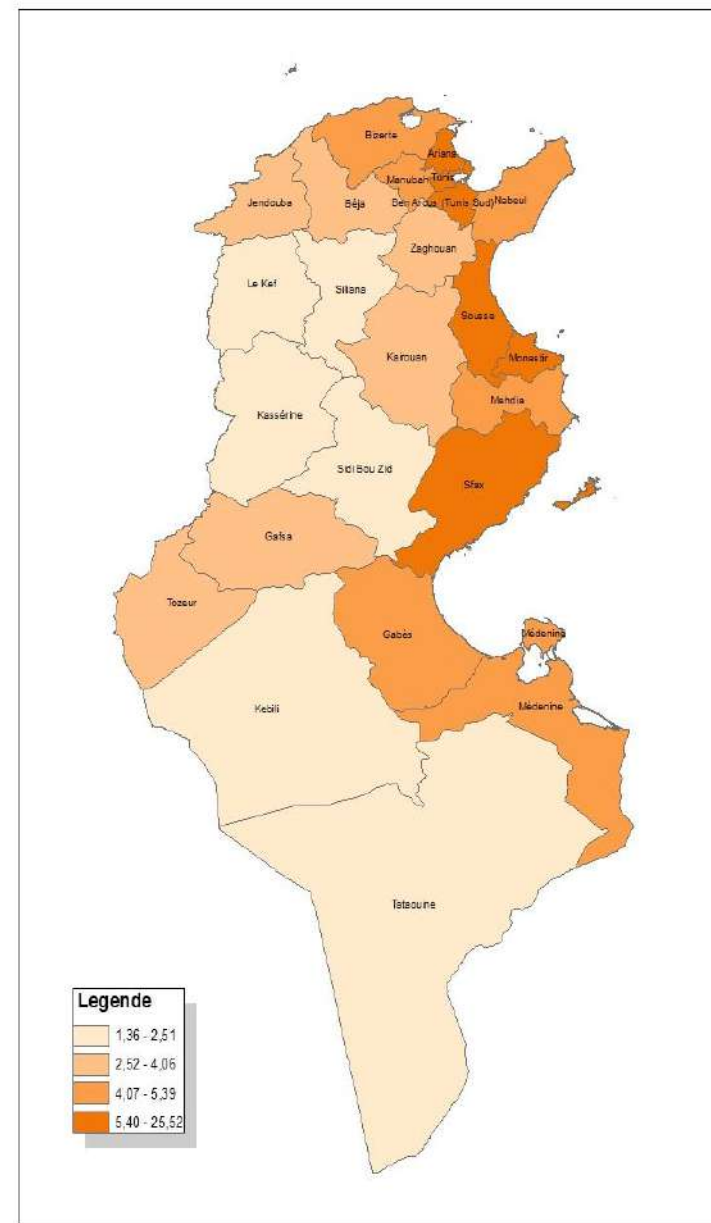 Bizerte
Ariana
Tunis
Manubah
Jendouba
Béja
Ben Arous (Tunis Sud)
Nabeul
Zaghouan
Le Kef
Siliana
Sousse
Kairouan
Monastir
Mahdia
Kassérine
Sidi Bou Zid
Sfax
Gafsa
Tozeur
Gabès
Médenine
Kebili
Médenine
Tataouine
Legende
1,36 - 2,51
2,52 - 4,06
4,07 - 5,39
5,40 - 25,52